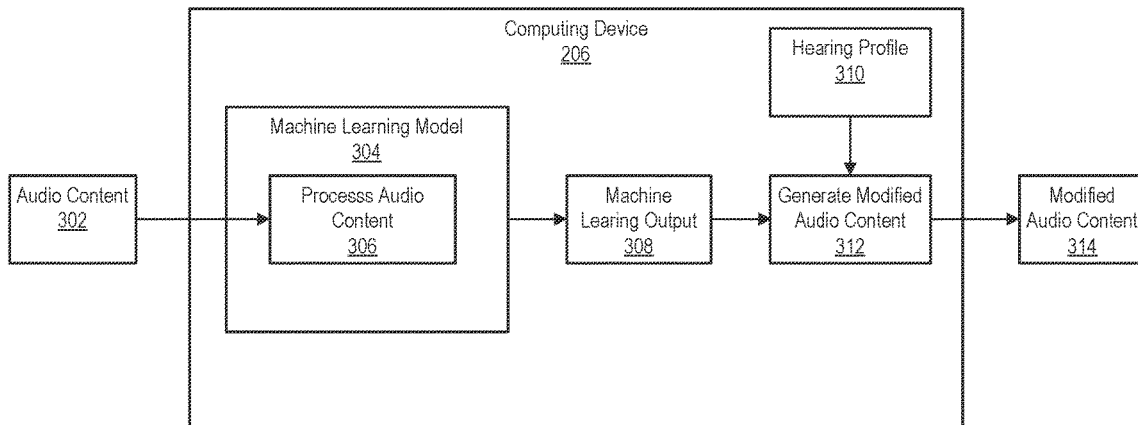 Computing Device
206
Hearing Profile
310
Machine Learning Model
304
Audio Content
302
Processs Audio
Content
306
Machine
Learing Output
308
Generate Modified
Audio Content
312
Modified
Audio Content
314